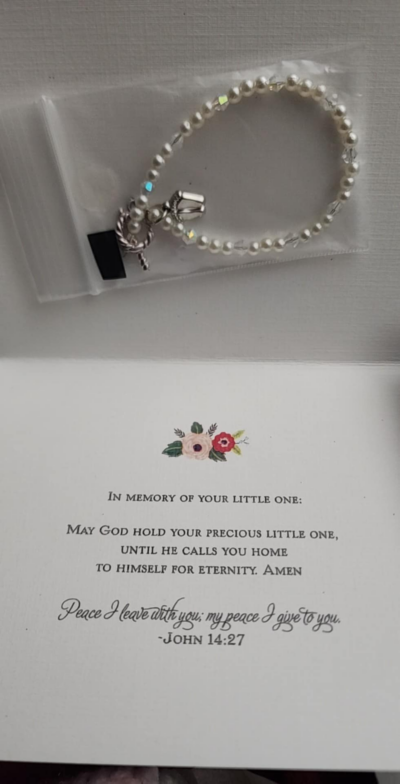 In memory of your little one:
May God hold your precious little one,
until he calls you home
to himself for eternity. Amen
Peace I leave with you; my peace I give to you.
-John 14:27